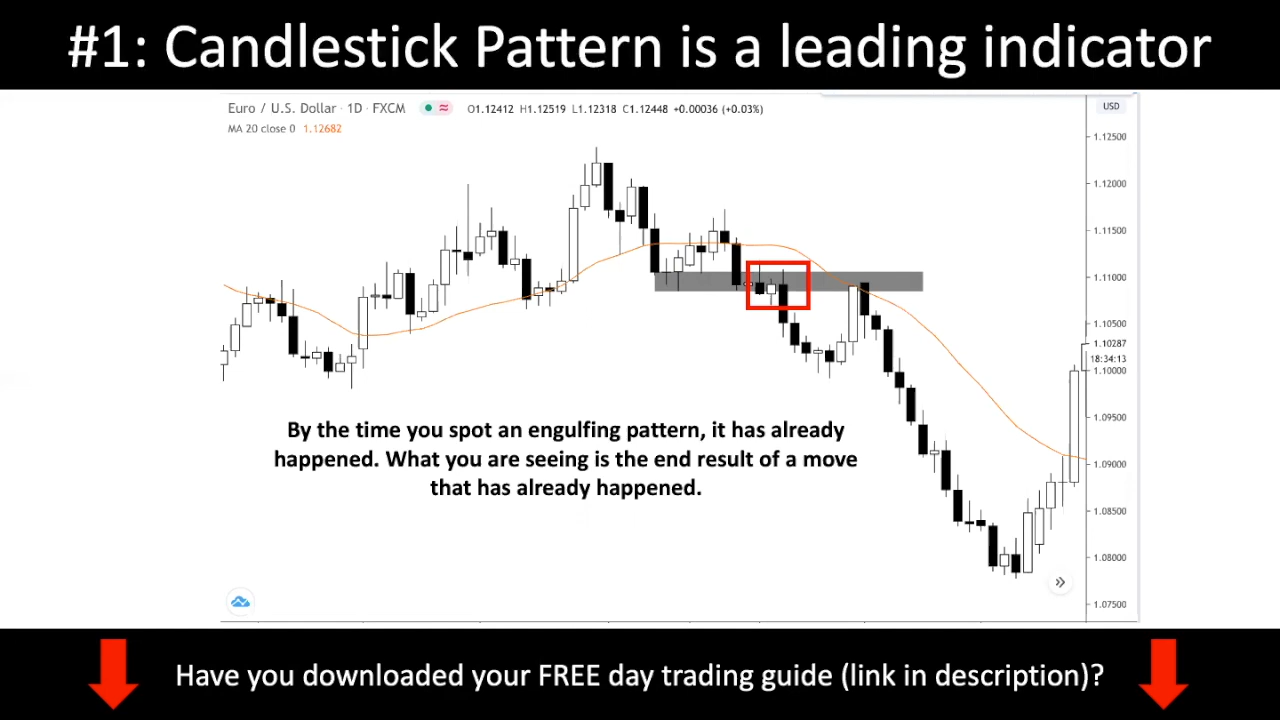 #1: Candlestick Pattern is a leading indicator
Euro / U.S. Dollar · 1D · FXCM O1.12412 H1.12519 L1.12318 C1.12448 +0.00036 (+0.03%)
USD
MA 20 close 0 1.12682
1.12500
1.12000
1.11500
1.11000
1.10500
1.10287
18:34:13
1.10000
1.09500
By the time you spot an engulfing pattern, it has already
happened. What you are seeing is the end result of a move
that has already happened.
1.09000
1.08500
1.08000
1.07500
Have you downloaded your FREE day trading guide (link in description)?